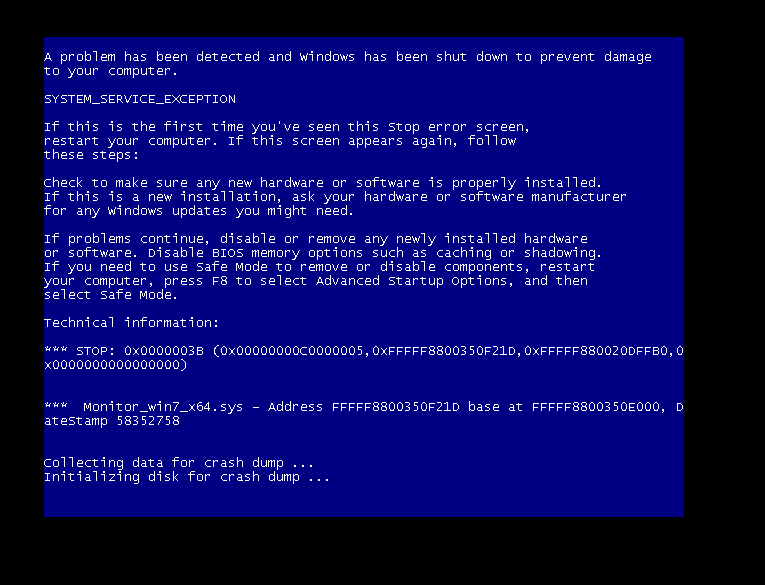 A problem has been detected and Windows has been shut down to prevent damage
to your computer.
SYSTEM_SERVICE_EXCEPTION
If this is the first time you've seen this Stop error screen,
restart your computer. If this screen appears again, follow
these steps:
Check to make sure any new hardware or software is properly installed.
If this is a new installation, ask your hardware or software manufacturer
for any Windows updates you might need.
If problems continue, disable or remove any newly installed hardware
or software. Disable BIOS memory options such as caching or shadowing.
If you need to use Safe Mode to remove or disable components, restart
your computer, press F8 to select Advanced Startup Options, and then
select Safe Mode.
Technical information:
*** STOP: 0x0000003B (0x00000000C0000005,0xFFFFF8800350F21D,0xFFFFF880020DFFB0,0
x0000000000000000)
***  Monitor_win7_x64.sys - Address FFFFF8800350F21D base at FFFFF8800350E000, D
ateStamp 58352758
Collecting data for crash dump ...
Initializing disk for crash dump ...